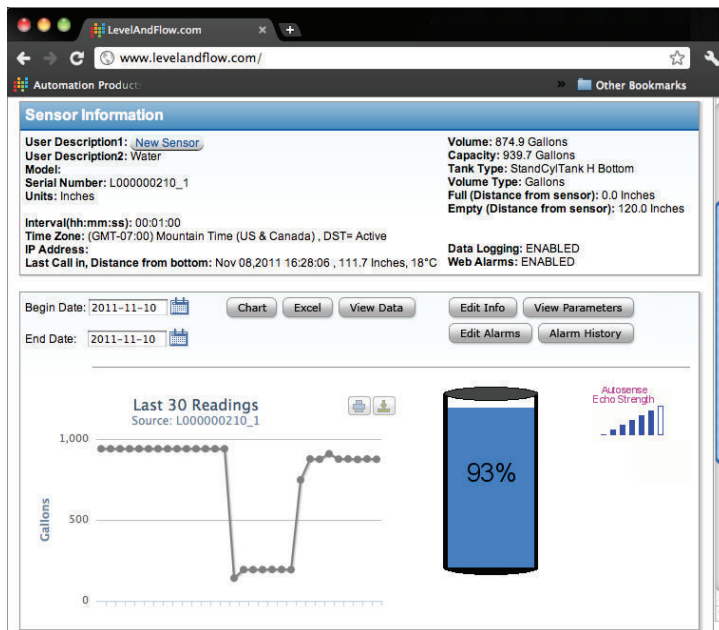 LevelAndFlow.com
www.levelandflow.com/
Automation Products
Other Bookmarks
Sensor Information
User Description1: New Sensor
User Description2: Water
Model:
Serial Number: L000000210_1
Units: Inches
Interval(hh:mm:ss): 00:01:00
Time Zone: (GMT-07:00) Mountain Time (US & Canada) , DST= Active
IP Address:
Last Call in, Distance from bottom: Nov 08,2011 16:28:06 , 111.7 Inches, 18°C
Volume: 874.9 Gallons
Capacity: 939.7 Gallons
Tank Type: StandCylTank H Bottom
Volume Type: Gallons
Full (Distance from sensor): 0.0 Inches
Empty (Distance from sensor): 120.0 Inches
Data Logging: ENABLED
Web Alarms: ENABLED
Begin Date: 2011-11-10
End Date: 2011-11-10
Chart Excel View Data
Edit Info View Parameters
Edit Alarms Alarm History
Last 30 Readings
Source: L000000210_1
1,000
500
0
Gallons
93%
Autosense
Echo Strength